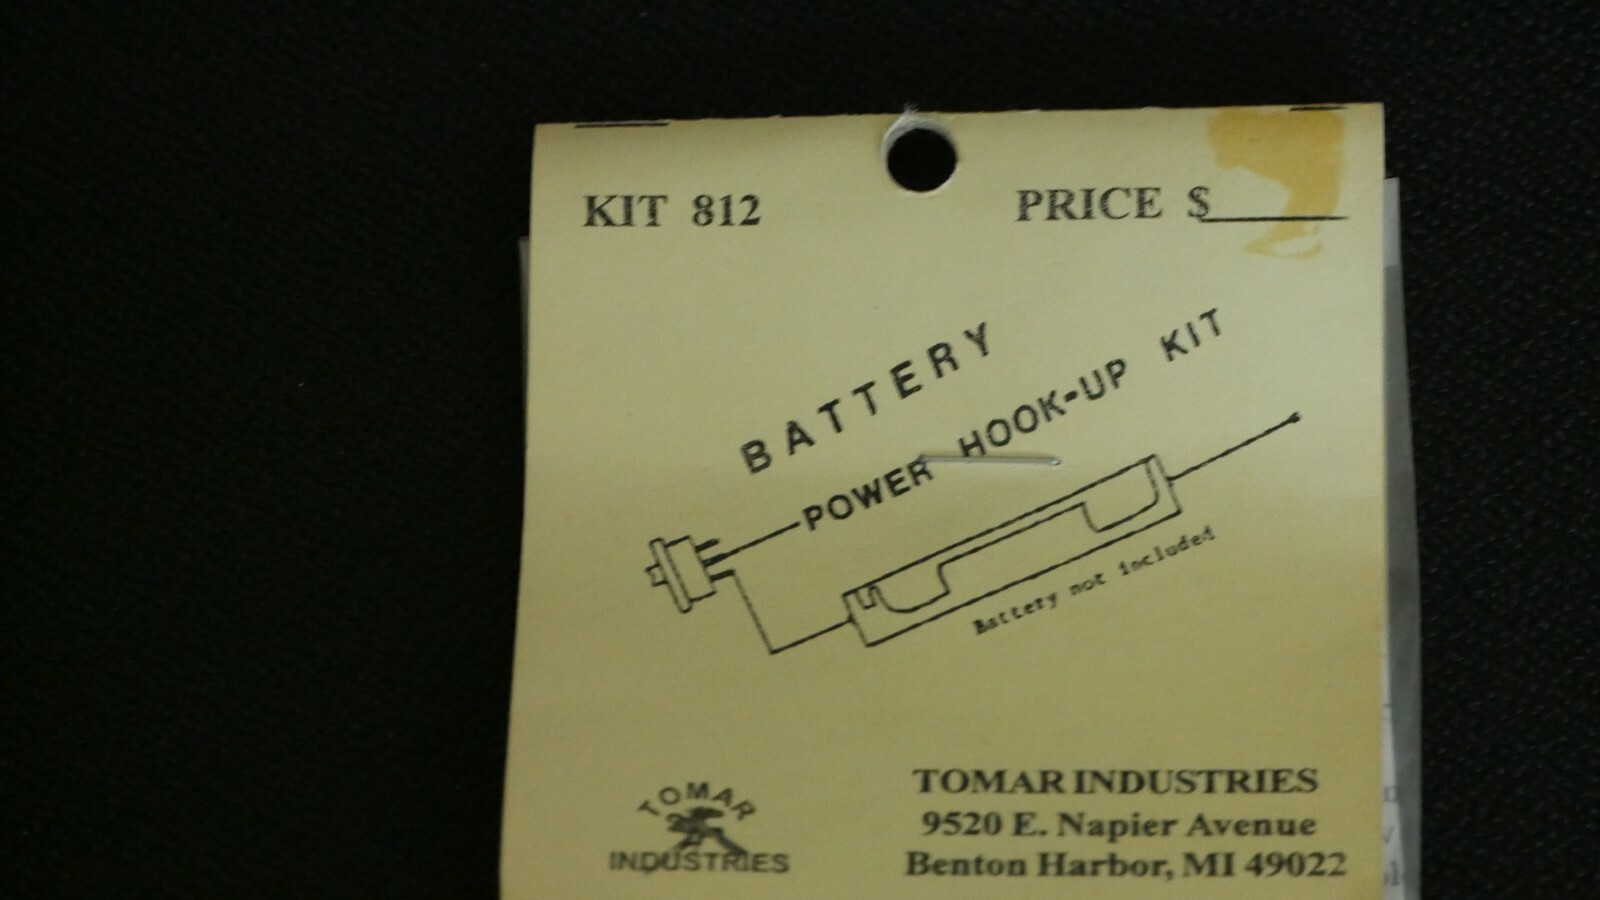 KIT 812 PRICE $
BATTERY
POWER HOOK-UP KIT
Battery not included
TOMAR
INDUSTRIES
TOMAR INDUSTRIES
9520 E. Napier Avenue
Benton Harbor, MI 49022